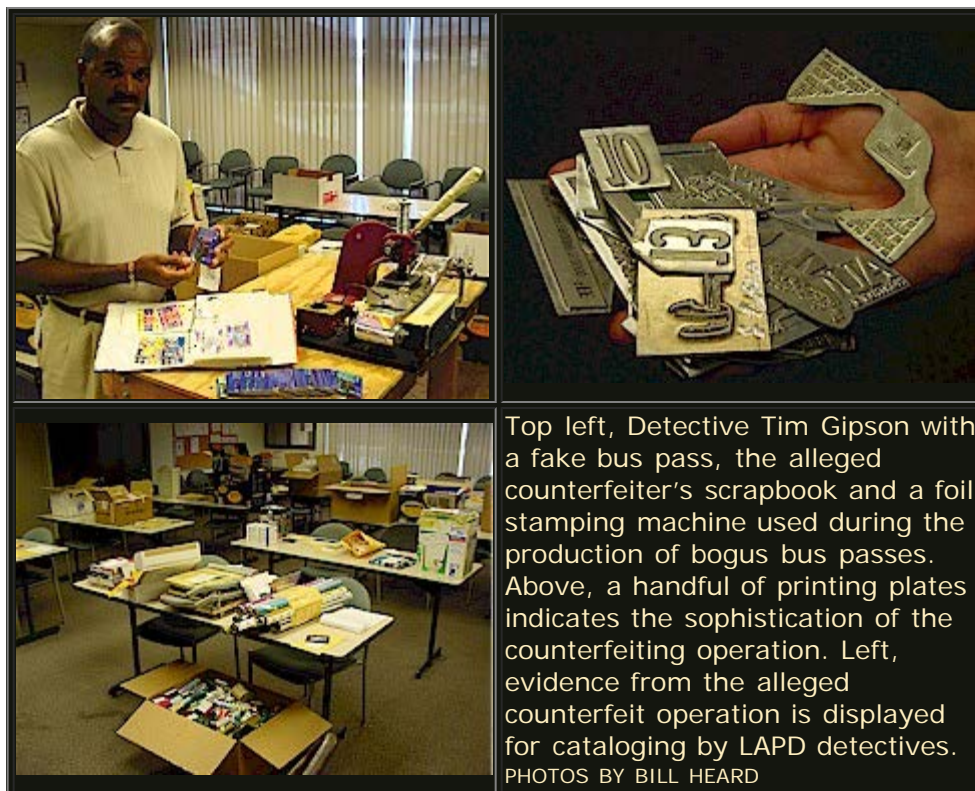 10
13
Top left, Detective Tim Gipson with
a fake bus pass, the alleged
counterfeiter's scrapbook and a foil
stamping machine used during the
production of bogus bus passes.
Above, a handful of printing plates
indicates the sophistication of the
counterfeiting operation. Left,
evidence from the alleged
counterfeit operation is displayed
for cataloging by LAPD detectives.
PHOTOS BY BILL HEARD